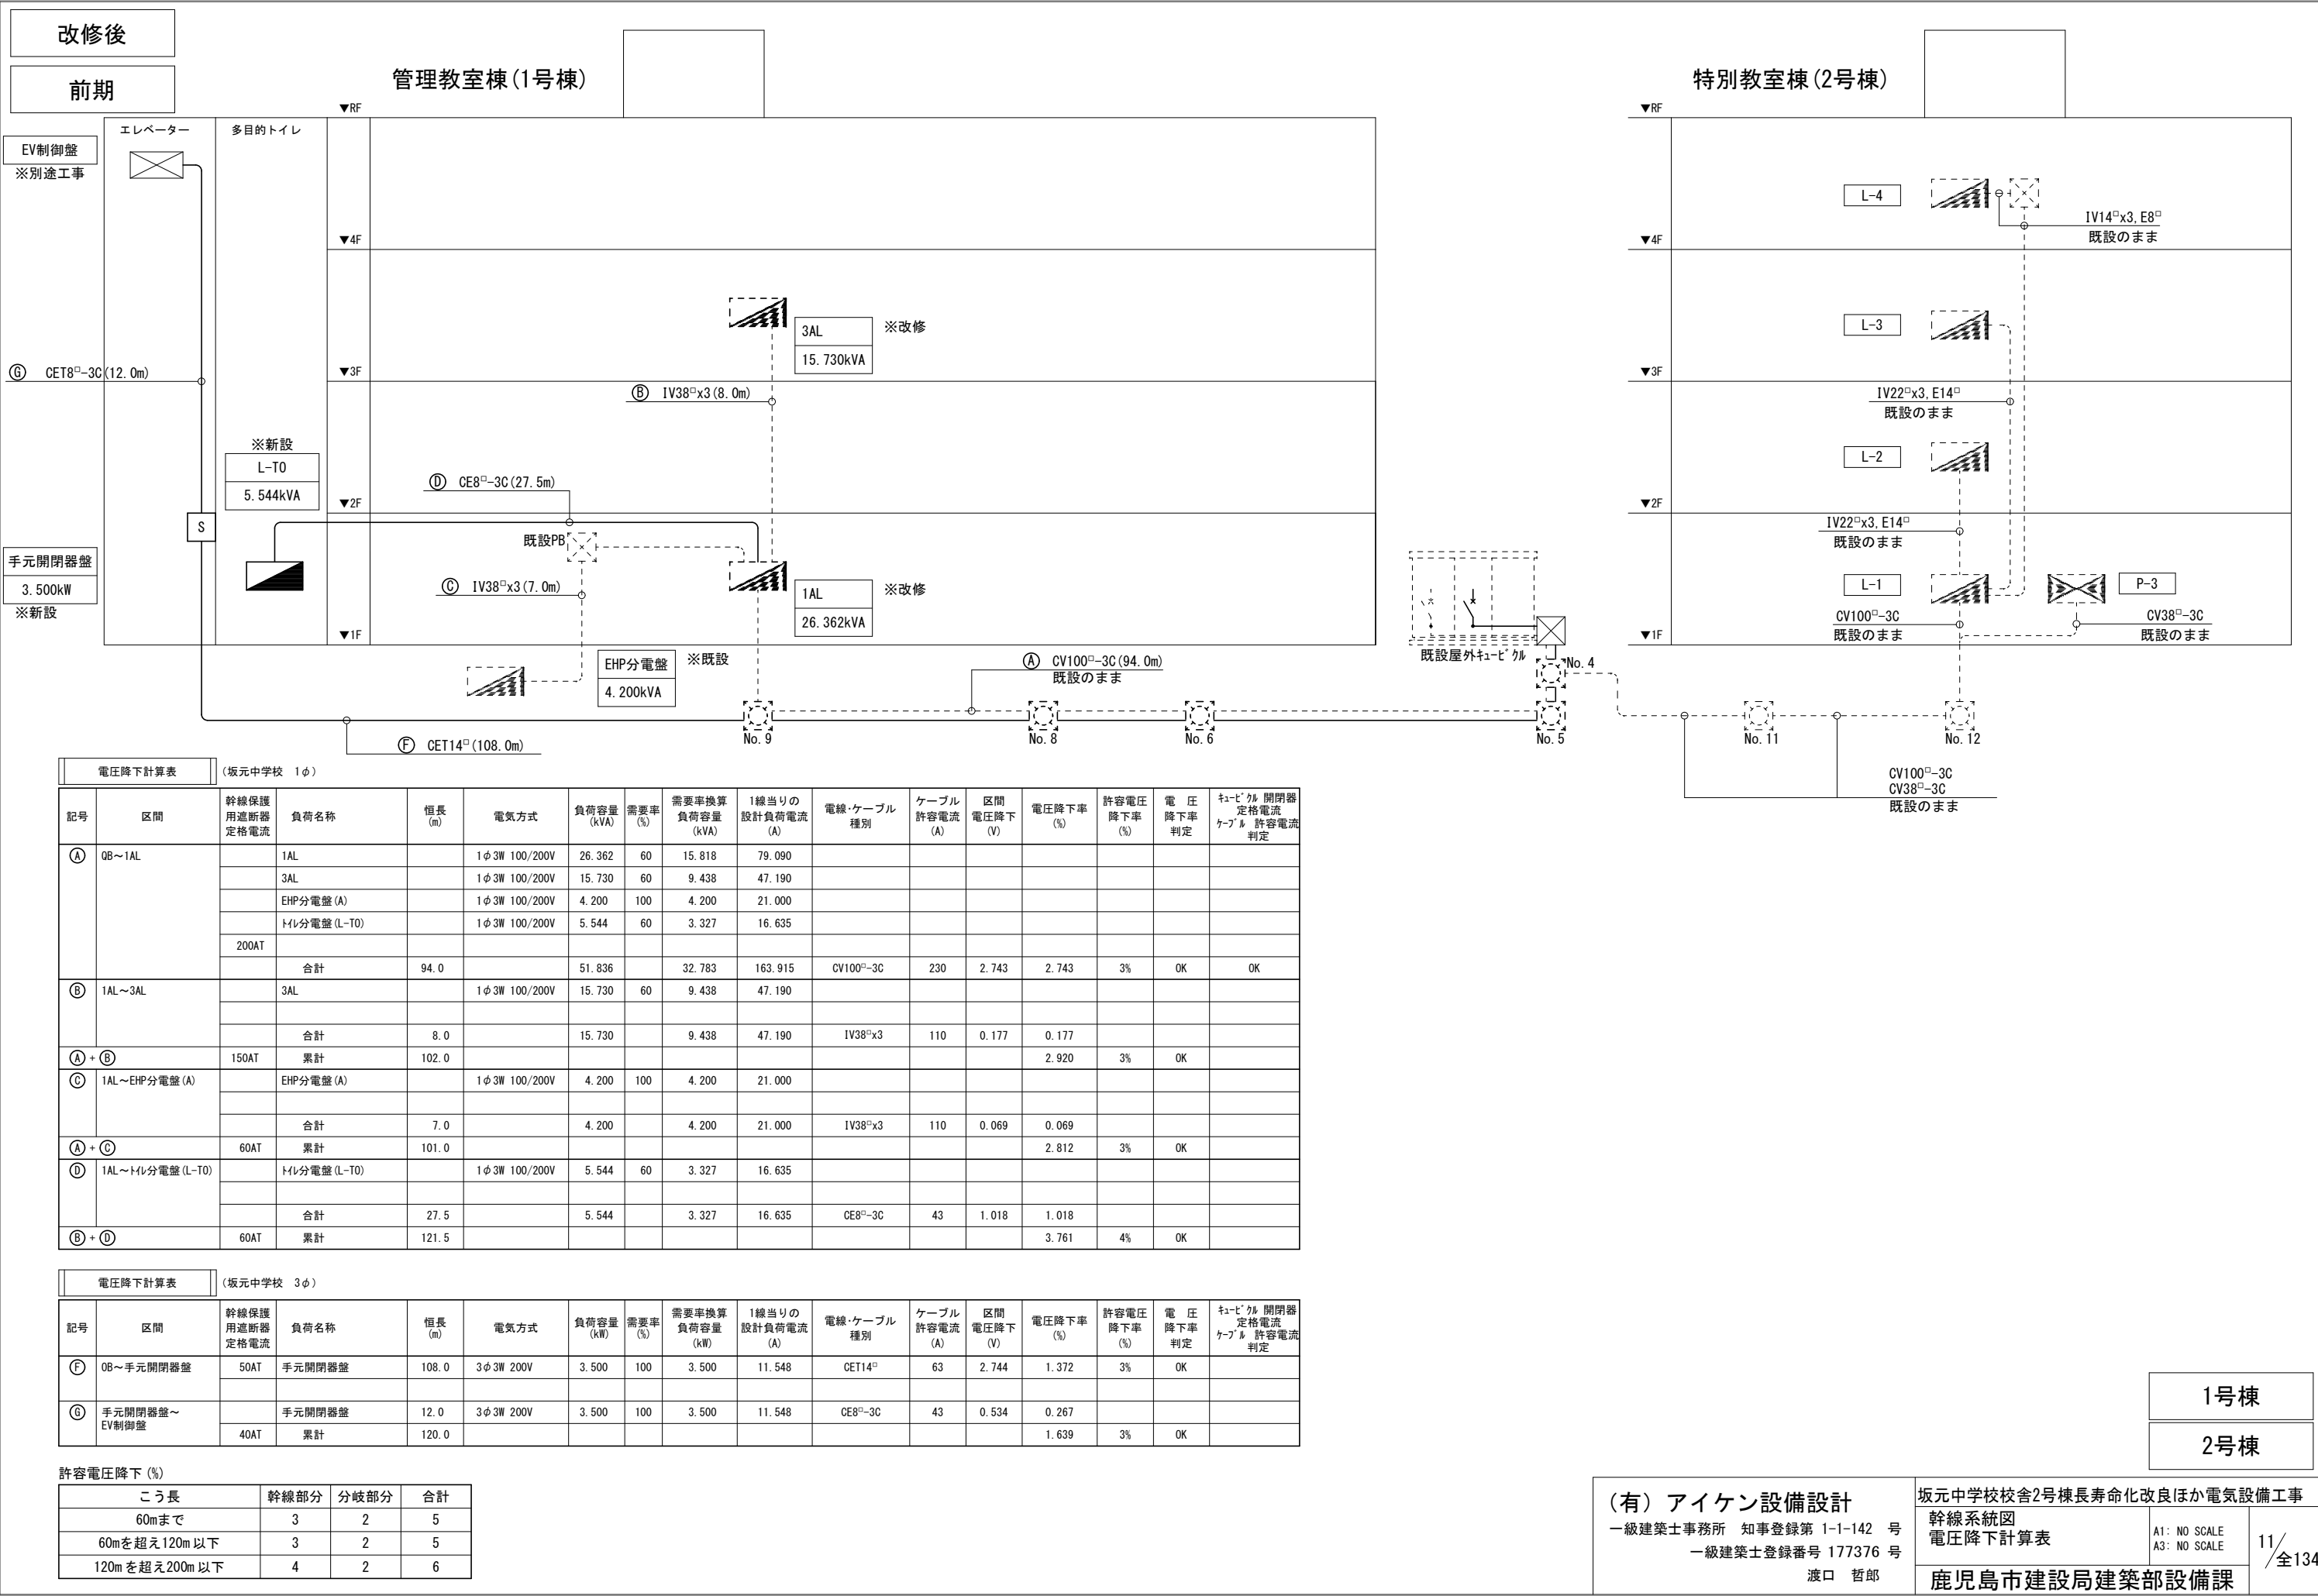 改修後
前期
管理教室棟(1号棟)
特別教室棟(2号棟)
▼RF
▼RF
エレベーター
多目的トイレ
EV制御盤
※別途工事
L-4
IV14□x3,E8□
既設のまま
▼4F
▼4F
3AL
15.730kVA
※改修
L-3
Ⓖ CET8□-3C(12.0m)
▼3F
▼3F
Ⓑ IV38□x3(8.0m)
IV22□x3,E14□
既設のまま
※新設
L-TO
5.544kVA
L-2
Ⓓ CE8□-3C(27.5m)
▼2F
▼2F
S
IV22□x3,E14□
既設のまま
既設PB
手元開閉器盤
3.500kW
※新設
Ⓒ IV38□x3(7.0m)
1AL
26.362kVA
※改修
L-1
P-3
CV100□-3C
既設のまま
CV38□-3C
既設のまま
▼1F
▼1F
EHP分電盤
4.200kVA
※既設
Ⓐ CV100□-3C(94.0m)
既設のまま
既設屋外ｷｭｰﾋﾞｸﾙ
No.4
Ⓕ CET14□(108.0m)
No.9
No.8
No.6
No.5
No.11
No.12
CV100□-3C
CV38□-3C
既設のまま
電圧降下計算表 (坂元中学校 1φ)
記号 区間 幹線保護用遮断器定格電流 負荷名称 恒長(m) 電気方式 負荷容量(kVA) 需要率(%) 需要率換算負荷容量(kVA) 1線当りの設計負荷電流(A) 電線･ケーブル種別 ケーブル許容電流(A) 区間電圧降下(V) 電圧降下率(%) 許容電圧降下率(%) 電圧降下率判定 ｷｭｰﾋﾞｸﾙ 開閉器定格電流 ｹｰﾌﾞﾙ 許容電流判定
Ⓐ QB～1AL 1AL 1φ3W 100/200V 26.362 60 15.818 79.090
3AL 1φ3W 100/200V 15.730 60 9.438 47.190
EHP分電盤(A) 1φ3W 100/200V 4.200 100 4.200 21.000
ﾄｲﾚ分電盤(L-TO) 1φ3W 100/200V 5.544 60 3.327 16.635
200AT
合計 94.0 51.836 32.783 163.915 CV100□-3C 230 2.743 2.743 3% OK OK
Ⓑ 1AL～3AL 3AL 1φ3W 100/200V 15.730 60 9.438 47.190
合計 8.0 15.730 9.438 47.190 IV38□x3 110 0.177 0.177
Ⓐ+Ⓑ 150AT 累計 102.0 2.920 3% OK
Ⓒ 1AL～EHP分電盤(A) EHP分電盤(A) 1φ3W 100/200V 4.200 100 4.200 21.000
合計 7.0 4.200 4.200 21.000 IV38□x3 110 0.069 0.069
Ⓐ+Ⓒ 60AT 累計 101.0 2.812 3% OK
Ⓓ 1AL～ﾄｲﾚ分電盤(L-TO) ﾄｲﾚ分電盤(L-TO) 1φ3W 100/200V 5.544 60 3.327 16.635
合計 27.5 5.544 3.327 16.635 CE8□-3C 43 1.018 1.018
Ⓑ+Ⓓ 60AT 累計 121.5 3.761 4% OK
電圧降下計算表 (坂元中学校 3φ)
記号 区間 幹線保護用遮断器定格電流 負荷名称 恒長(m) 電気方式 負荷容量(kW) 需要率(%) 需要率換算負荷容量(kW) 1線当りの設計負荷電流(A) 電線･ケーブル種別 ケーブル許容電流(A) 区間電圧降下(V) 電圧降下率(%) 許容電圧降下率(%) 電圧降下率判定 ｷｭｰﾋﾞｸﾙ 開閉器定格電流 ｹｰﾌﾞﾙ 許容電流判定
Ⓕ OB～手元開閉器盤 50AT 手元開閉器盤 108.0 3φ3W 200V 3.500 100 3.500 11.548 CET14□ 63 2.744 1.372 3% OK
Ⓖ 手元開閉器盤～EV制御盤 手元開閉器盤 12.0 3φ3W 200V 3.500 100 3.500 11.548 CE8□-3C 43 0.534 0.267
40AT 累計 120.0 1.639 3% OK
許容電圧降下(%)
こう長 幹線部分 分岐部分 合計
60mまで 3 2 5
60mを超え120m以下 3 2 5
120mを超え200m以下 4 2 6
1号棟
2号棟
(有) アイケン設備設計
一級建築士事務所 知事登録第 1-1-142 号
一級建築士登録番号 177376 号
渡口 哲郎
坂元中学校校舎2号棟長寿命化改良ほか電気設備工事
幹線系統図
電圧降下計算表
A1: NO SCALE
A3: NO SCALE
11/全134
鹿児島市建設局建築部設備課